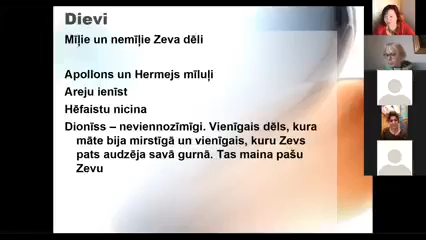 Dievi
Mīļie un nemīļie Zeva dēli
Apollons un Hermejs mīluļi
Areju ienīst
Hēfaistu nicina
Dionīss – neviennozīmīgi. Vienīgais dēls, kura
māte bija mirstīgā un vienīgais, kuru Zevs
pats audzēja savā gurnā. Tas maina pašu
Zevu